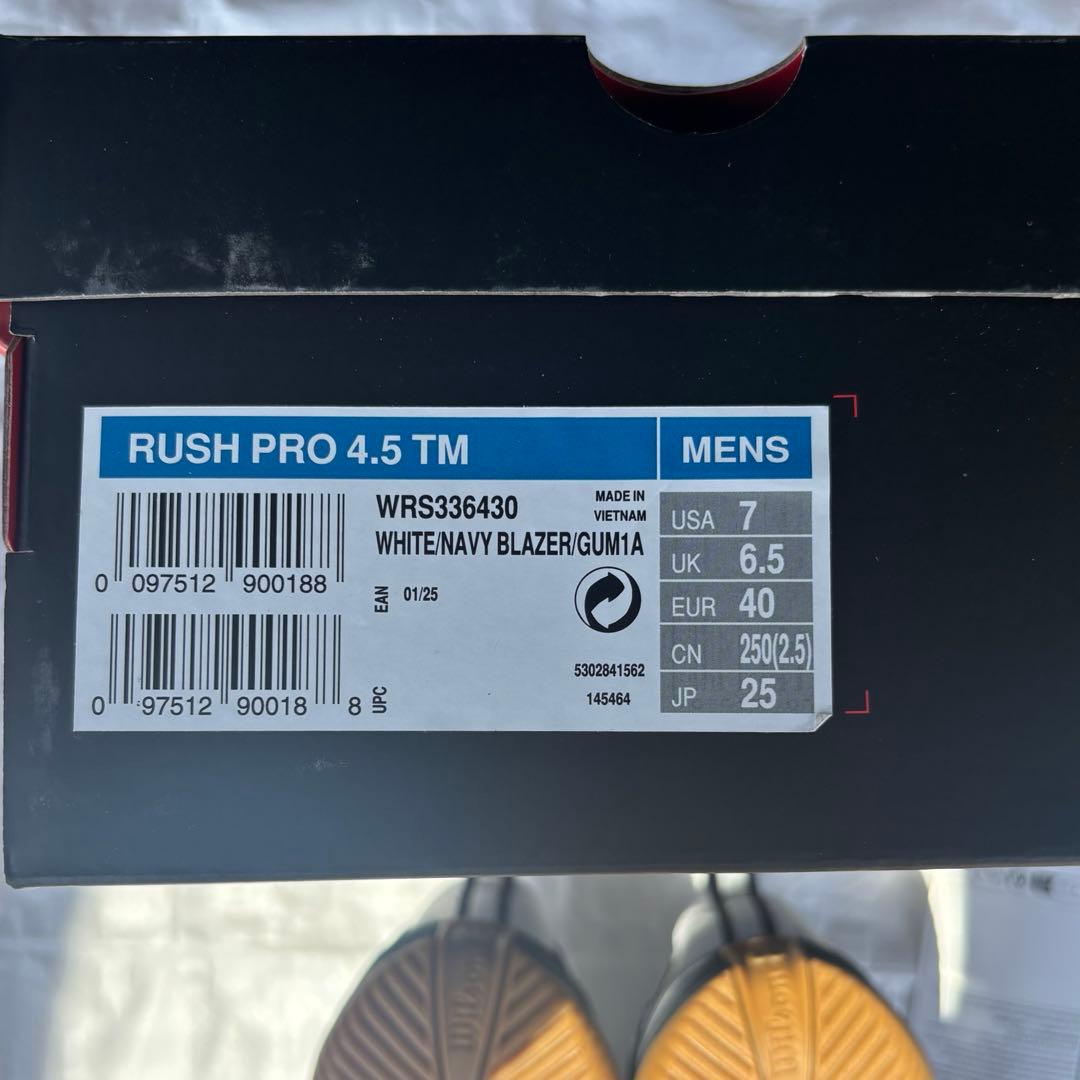 RUSH PRO 4.5 TM
MENS
0 097512 900188
0 97512 90018 8
EAN
UPC
WRS336430
MADE IN
VIETNAM
WHITE/NAVY BLAZER/GUM1A
01/25
5302841562
145464
USA 7
UK 6.5
EUR 40
CN 250(2.5)
JP 25
Wilson
Wilson